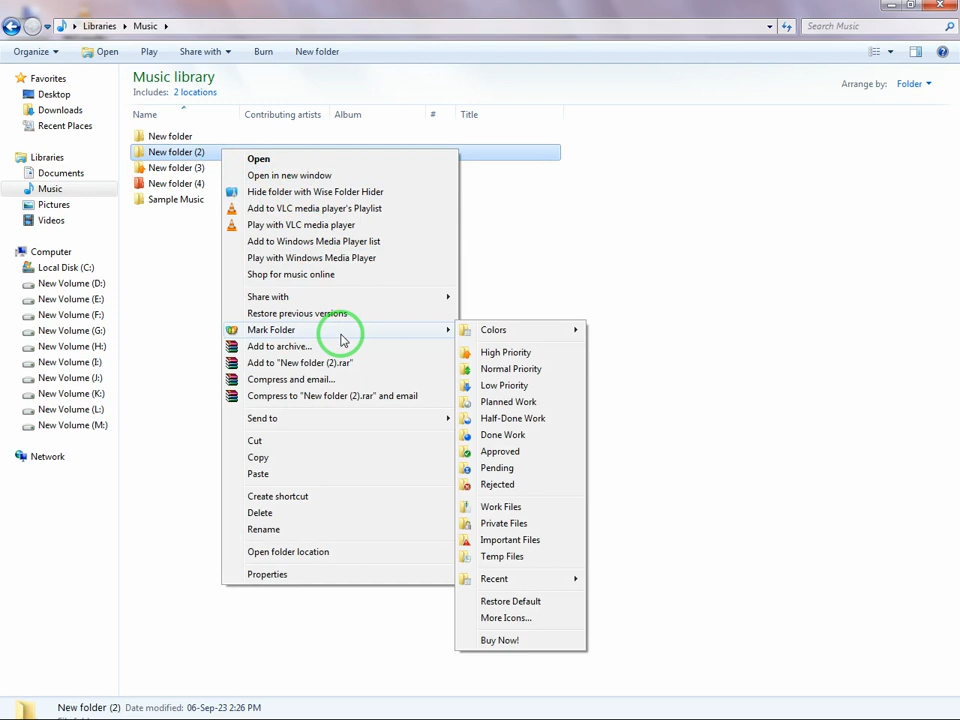 Libraries
Music
Search Music
Organize
Open
Play
Share with
Burn
New folder
Favorites
Desktop
Downloads
Recent Places
Libraries
Documents
Music
Pictures
Videos
Computer
Local Disk (C:)
New Volume (D:)
New Volume (E:)
New Volume (F:)
New Volume (G:)
New Volume (H:)
New Volume (I:)
New Volume (J:)
New Volume (K:)
New Volume (L:)
New Volume (M:)
Network
Music library
Includes: 2 locations
Arrange by: Folder
Name
Contributing artists
Album
#
Title
New folder
New folder (2)
New folder (3)
New folder (4)
Sample Music
Open
Open in new window
Hide folder with Wise Folder Hider
Add to VLC media player's Playlist
Play with VLC media player
Add to Windows Media Player list
Play with Windows Media Player
Shop for music online
Share with
Restore previous versions
Mark Folder
Add to archive...
Add to "New folder (2).rar"
Compress and email...
Compress to "New folder (2).rar" and email
Send to
Cut
Copy
Paste
Create shortcut
Delete
Rename
Open folder location
Properties
Colors
High Priority
Normal Priority
Low Priority
Planned Work
Half-Done Work
Done Work
Approved
Pending
Rejected
Work Files
Private Files
Important Files
Temp Files
Recent
Restore Default
More Icons...
Buy Now!
New folder (2) Date modified: 06-Sep-23 2:26 PM